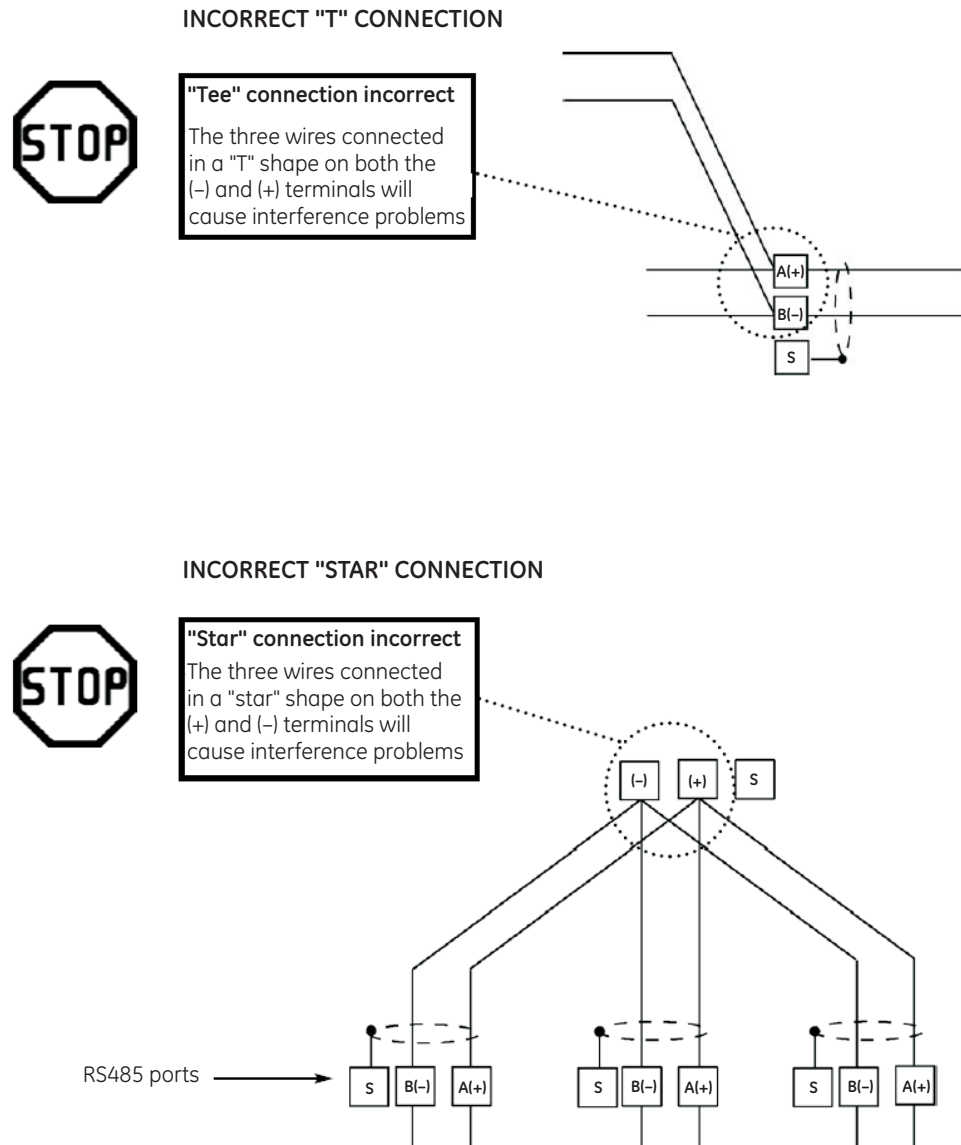 INCORRECT "T" CONNECTION
STOP
"Tee" connection incorrect
The three wires connected
in a "T" shape on both the
(–) and (+) terminals will
cause interference problems
A(+)
B(–)
S
INCORRECT "STAR" CONNECTION
STOP
"Star" connection incorrect
The three wires connected
in a "star" shape on both the
(+) and (–) terminals will
cause interference problems
(–) (+) S
RS485 ports
S B(–) A(+) S B(–) A(+) S B(–) A(+)